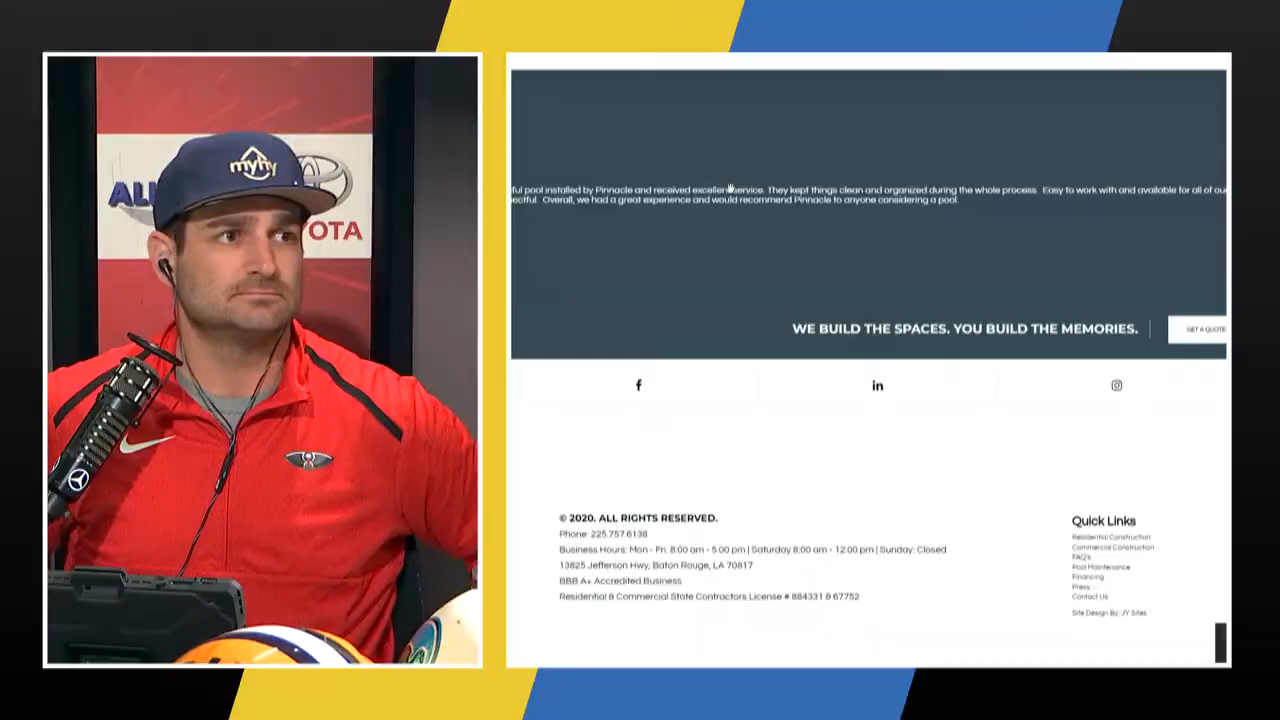 myhy
ALL
TOYOTA
ful pool installed by Pinnacle and received excellent service. They kept things clean and organized during the whole process. Easy to work with and available for all of ou
ectful. Overall, we had a great experience and would recommend Pinnacle to anyone considering a pool.
WE BUILD THE SPACES. YOU BUILD THE MEMORIES.
GET A QUOTE
f
in
© 2020. ALL RIGHTS RESERVED.
Phone: 225.757.6138
Business Hours: Mon - Fri: 8:00 am - 5:00 pm | Saturday 8:00 am - 12:00 pm | Sunday: Closed
13825 Jefferson Hwy, Baton Rouge, LA 70817
BBB A+ Accredited Business
Residential & Commercial State Contractors License # 884331 & 67752
Quick Links
Residential Construction
Commercial Construction
FAQ's
Pool Maintenance
Financing
Press
Contact Us
Site Design By: JY Sites